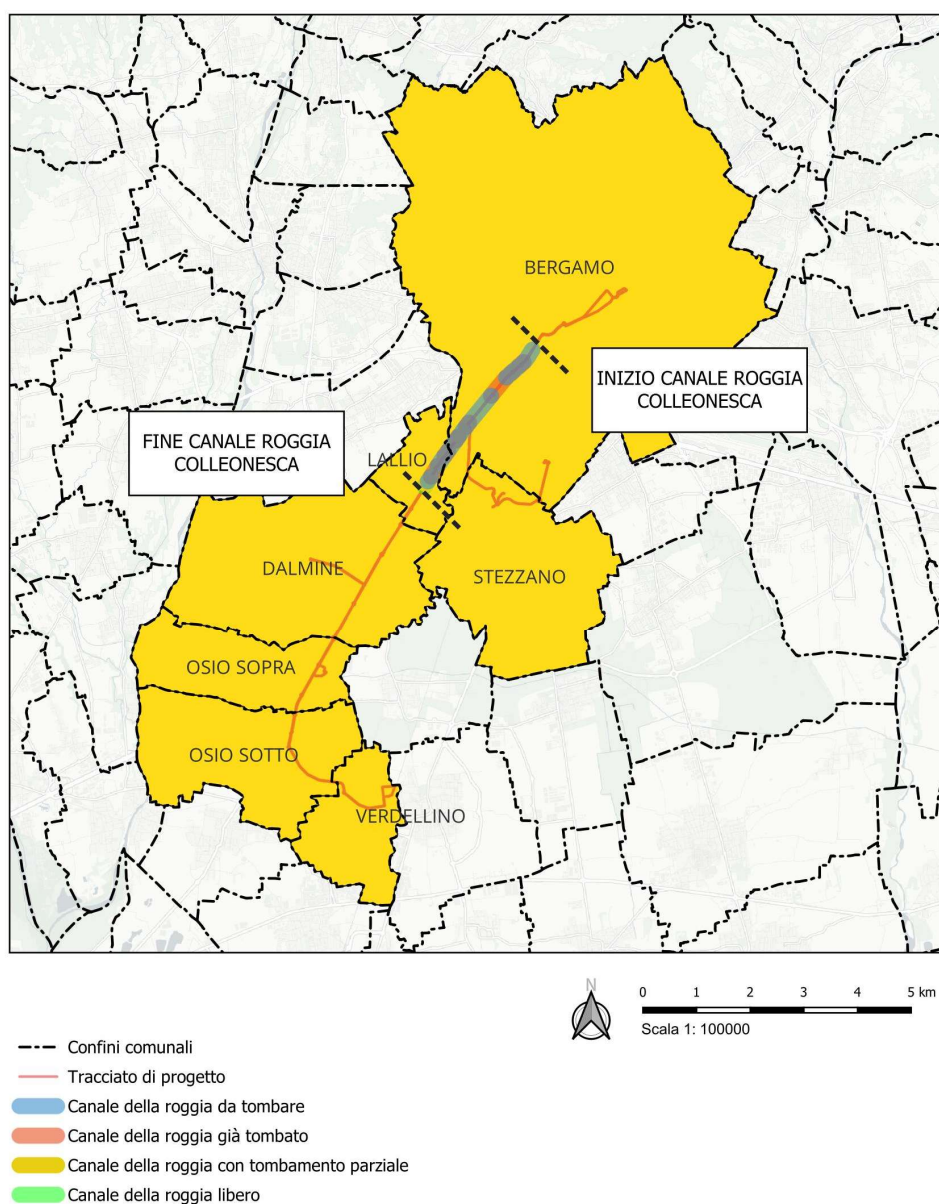 BERGAMO
INIZIO CANALE ROGGIA
COLLEONESCA
FINE CANALE ROGGIA
COLLEONESCA
LALLIO
DALMINE
STEZZANO
OSIO SOPRA
OSIO SOTTO
VERDELLINO
N
0 1 2 3 4 5 km
Scala 1: 100000
Confini comunali
Tracciato di progetto
Canale della roggia da tombare
Canale della roggia già tombato
Canale della roggia con tombamento parziale
Canale della roggia libero